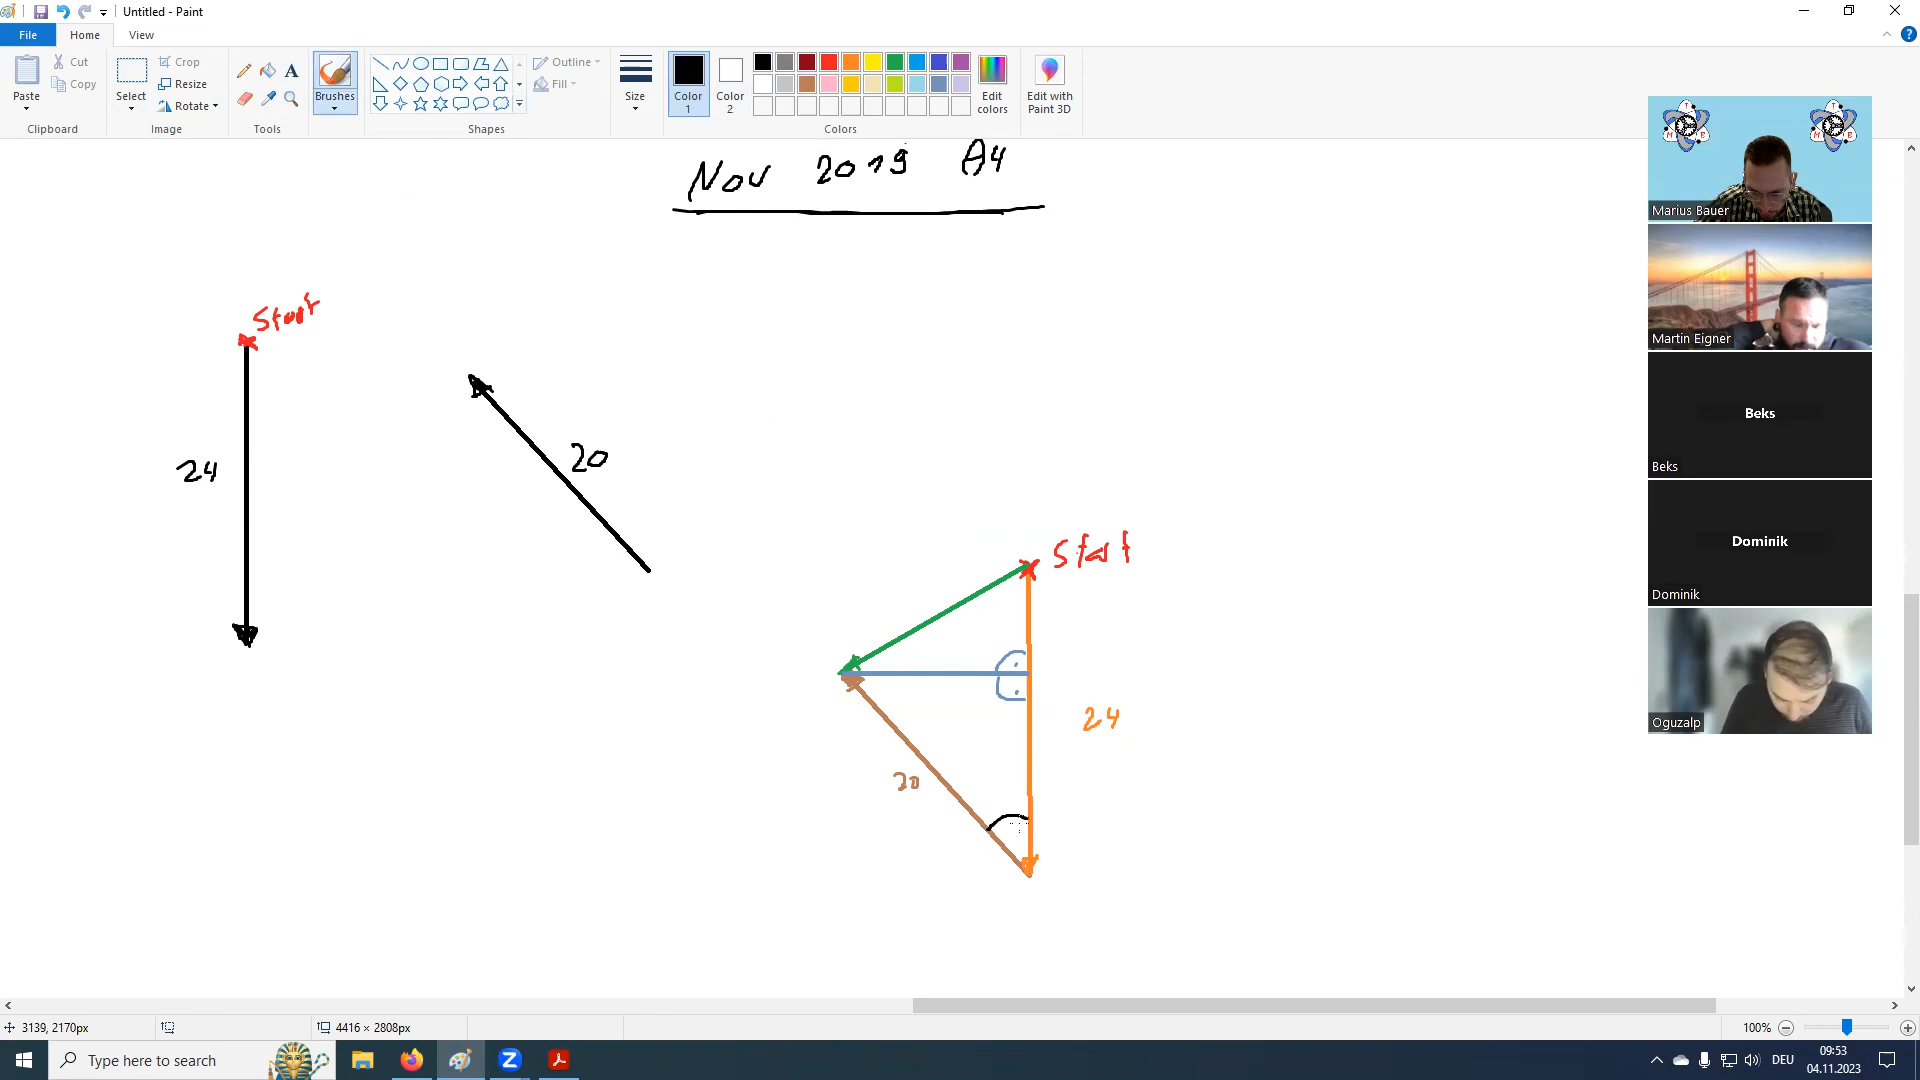 Untitled - Paint
File Home View
Paste
Cut
Copy
Clipboard
Select
Crop
Resize
Rotate
Image
Tools
Brushes
Shapes
Outline
Fill
Size
Color 1
Color 2
Edit colors
Edit with Paint 3D
Colors
Nov 2019 A4
Start
24
20
Start
24
20
Marius Bauer
Martin Eigner
Beks
Beks
Dominik
Dominik
Oguzalp
3139, 2170px
4416 × 2808px
100%
Type here to search
DEU
09:53
04.11.2023